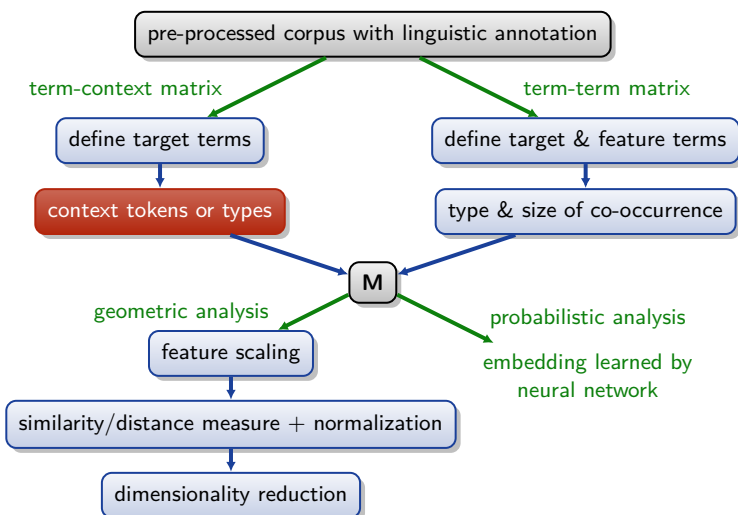 pre-processed corpus with linguistic annotation
term-context matrix
term-term matrix
define target terms
define target & feature terms
context tokens or types
type & size of co-occurrence
M
geometric analysis
probabilistic analysis
feature scaling
embedding learned by
neural network
similarity/distance measure + normalization
dimensionality reduction